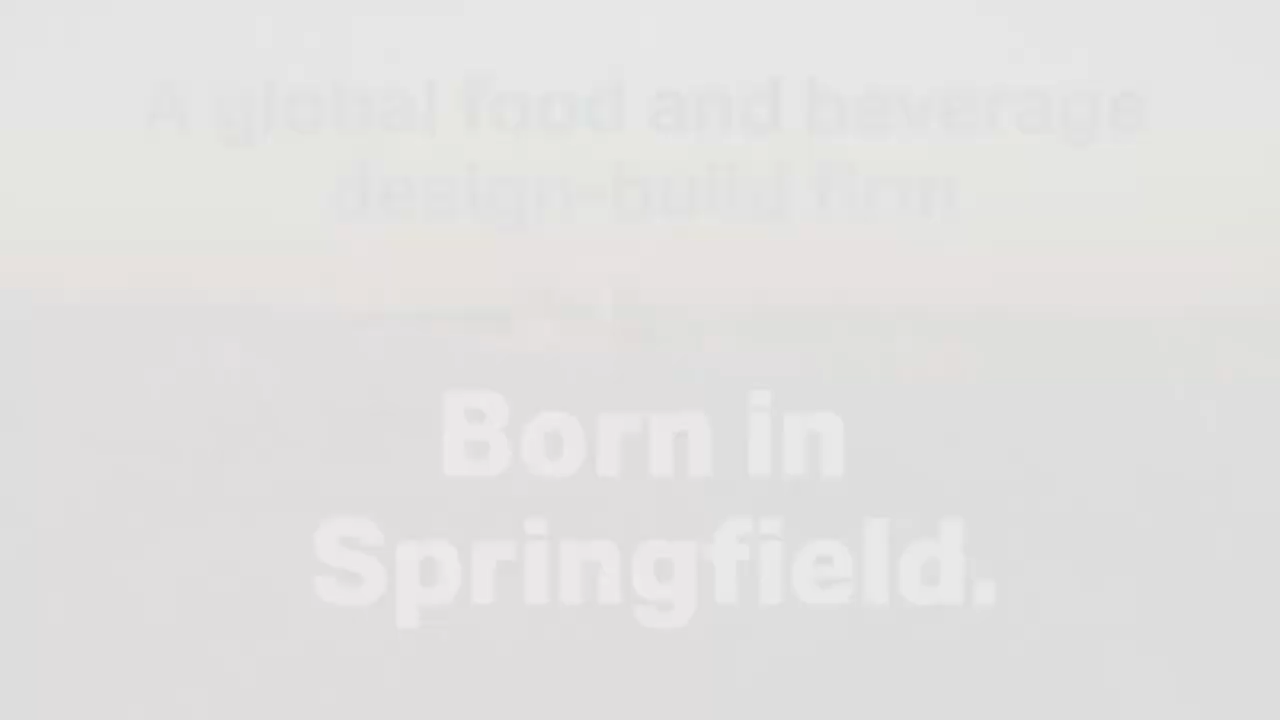 A global food and beverage
design-build firm
Born in
Springfield.